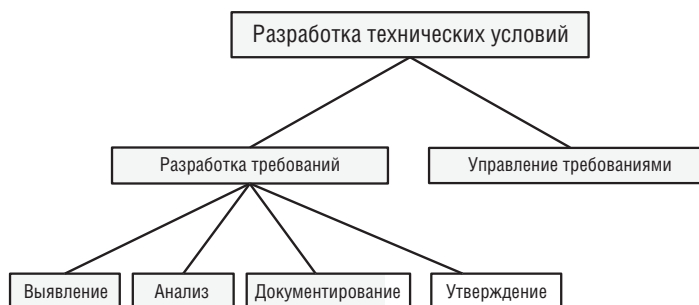 Разработка технических условий
Разработка требований
Управление требованиями
Выявление
Анализ
Документирование
Утверждение